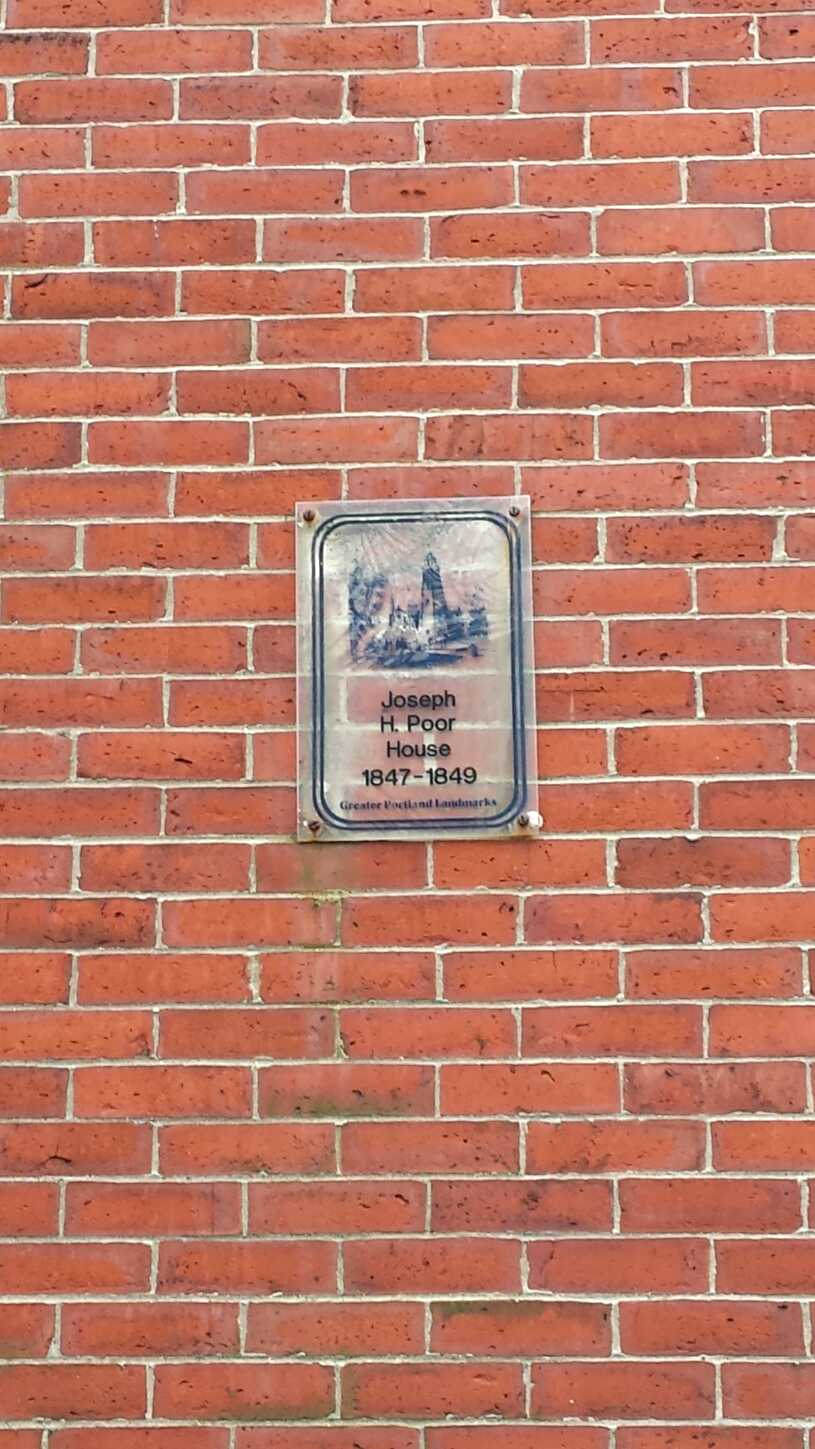 Joseph
H. Poor
House
1847-1849
Greater Portland Landmarks